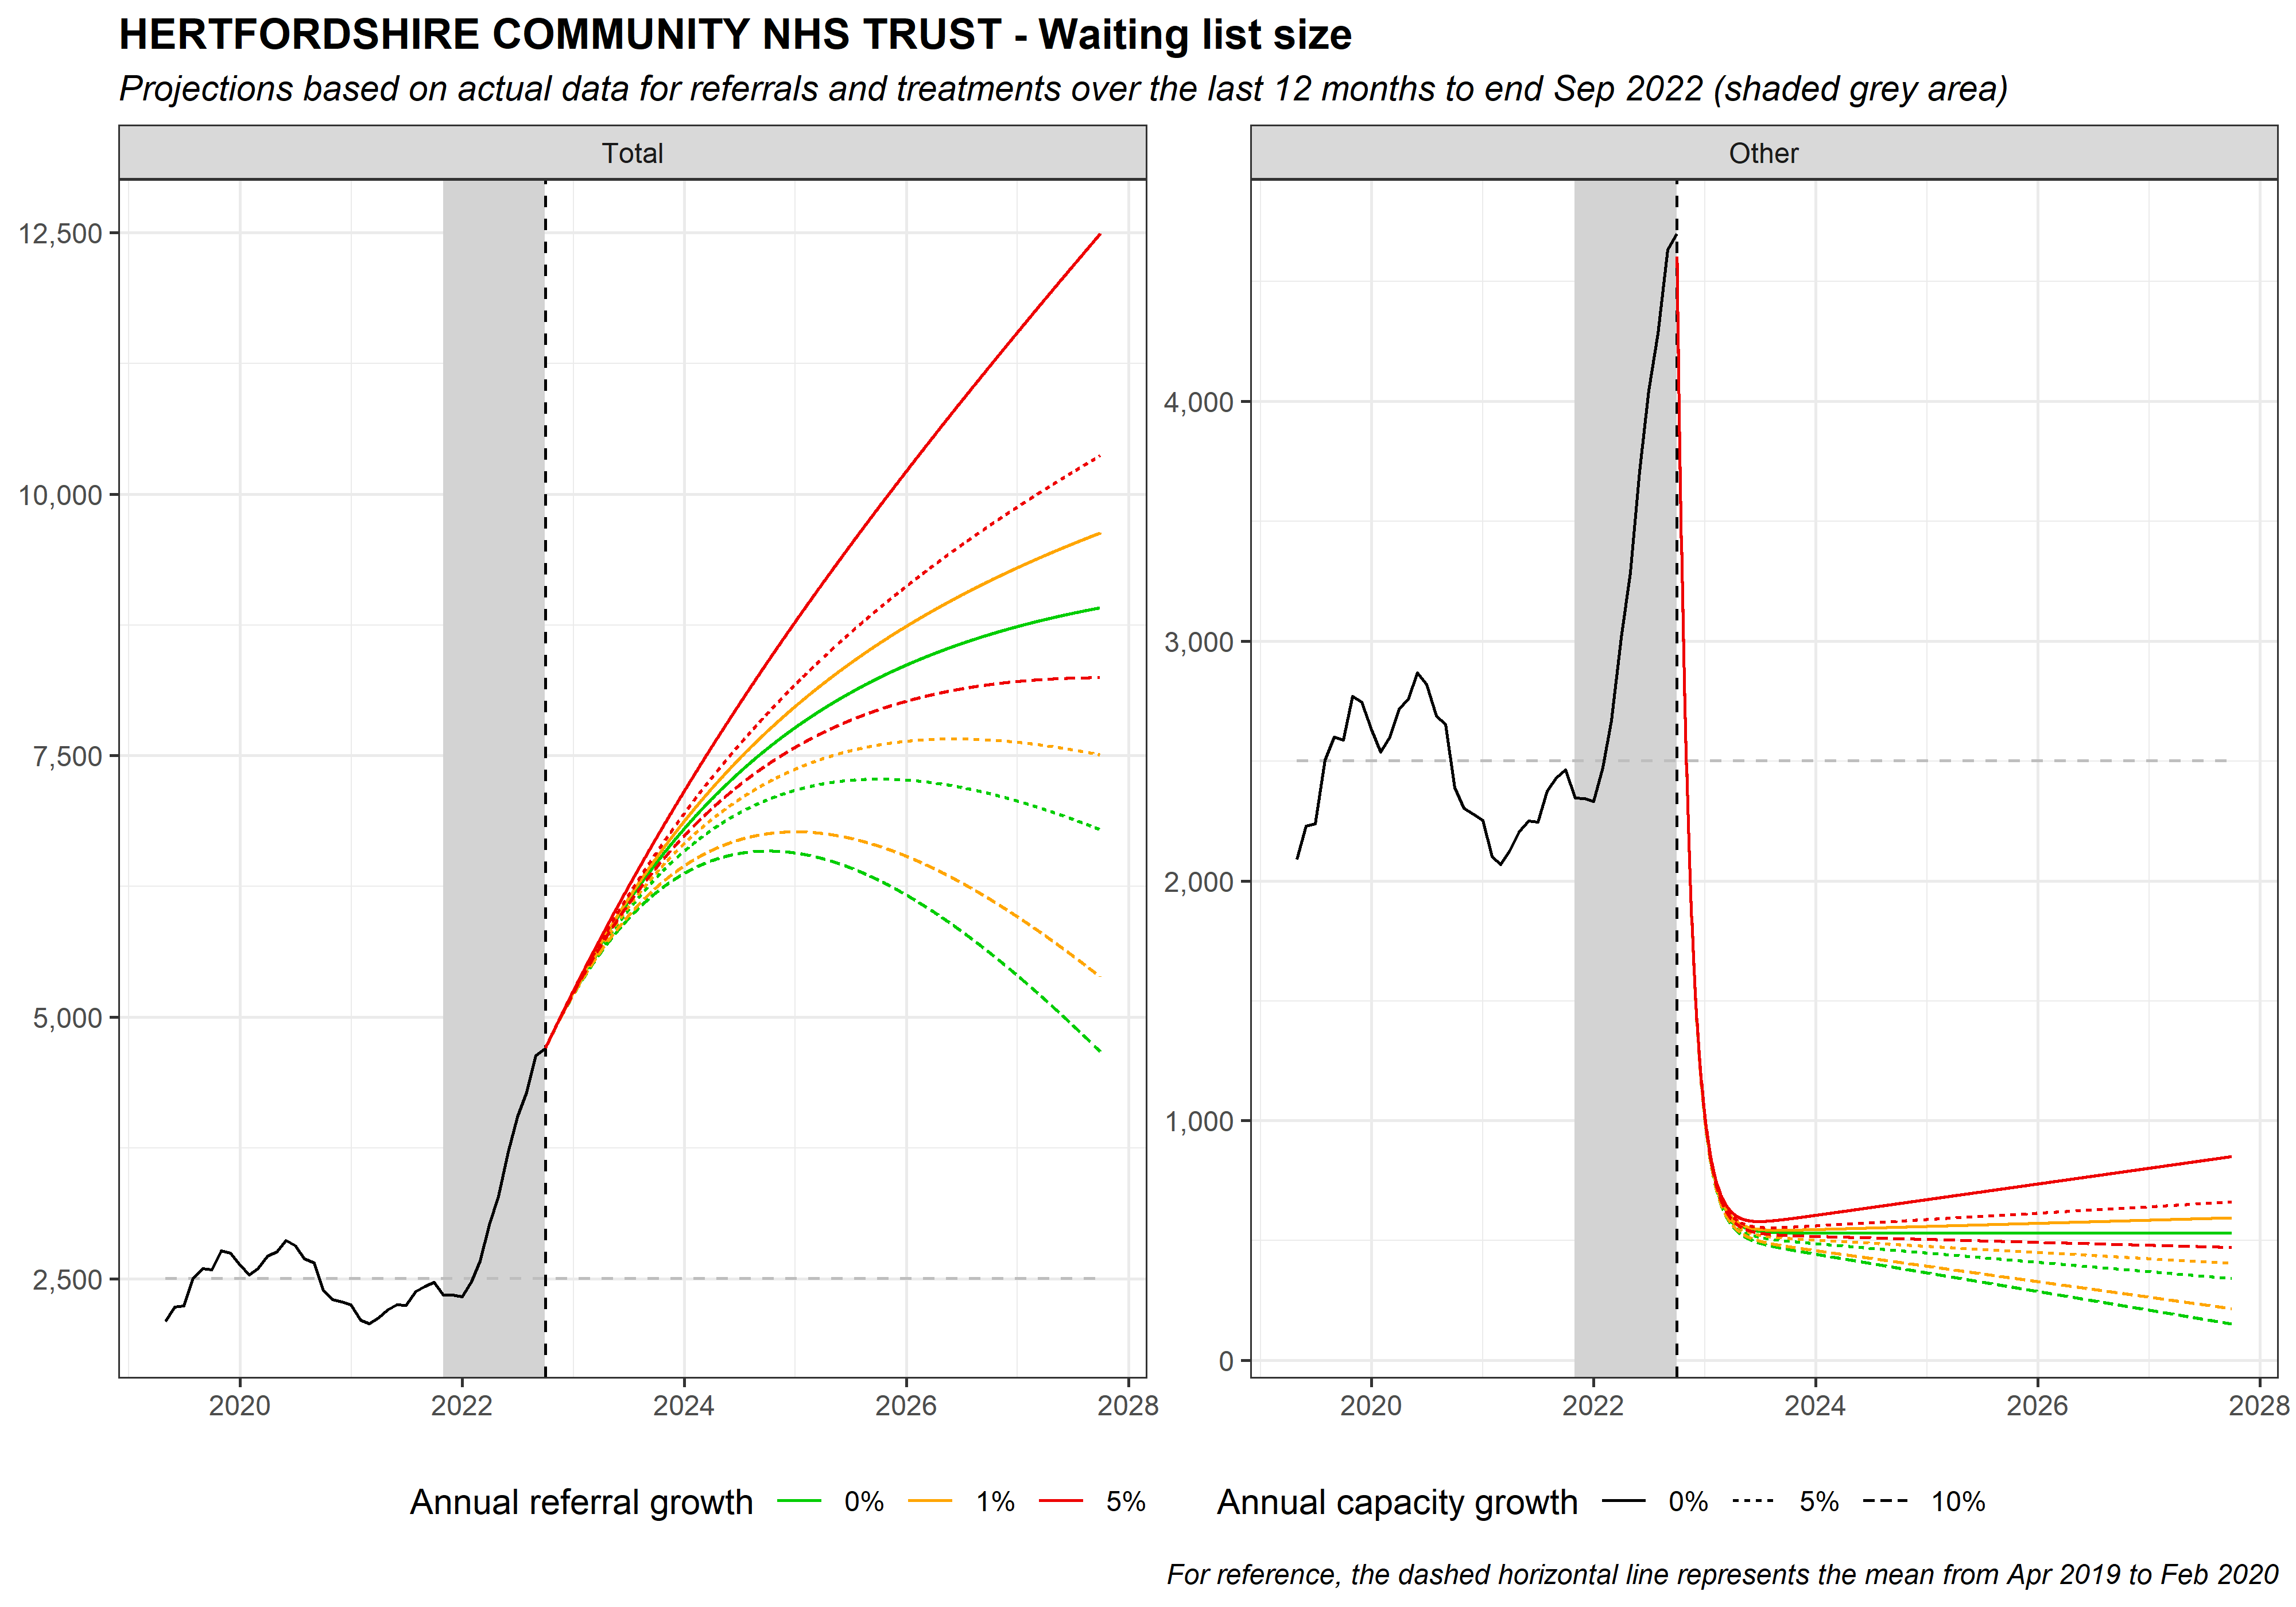 HERTFORDSHIRE COMMUNITY NHS TRUST - Waiting list size
Projections based on actual data for referrals and treatments over the last 12 months to end Sep 2022 (shaded grey area)
Total
12,500
10,000
7,500
5,000
2,500
2020 2022 2024 2026 2028
Other
4,000
3,000
2,000
1,000
0
2020 2022 2024 2026 2028
Annual referral growth 0% 1% 5%
Annual capacity growth 0% 5% 10%
For reference, the dashed horizontal line represents the mean from Apr 2019 to Feb 2020